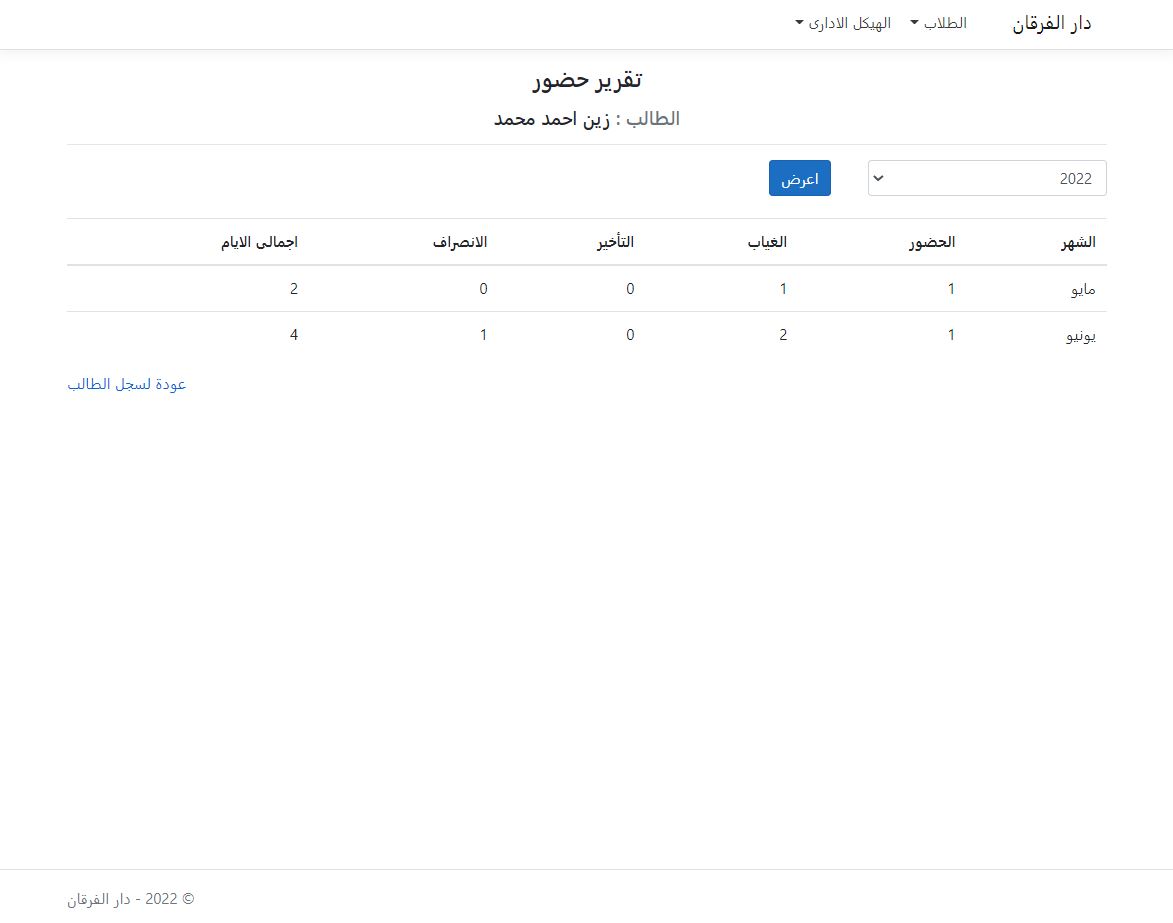 دار الفرقان الطلاب الهيكل الادارى
تقرير حضور
الطالب : زين احمد محمد
2022 اعرض
الشهر الحضور الغياب التأخير الانصراف اجمالى الايام
مايو 1 1 0 0 2
يونيو 1 2 0 1 4
عودة لسجل الطالب
© 2022 - دار الفرقان